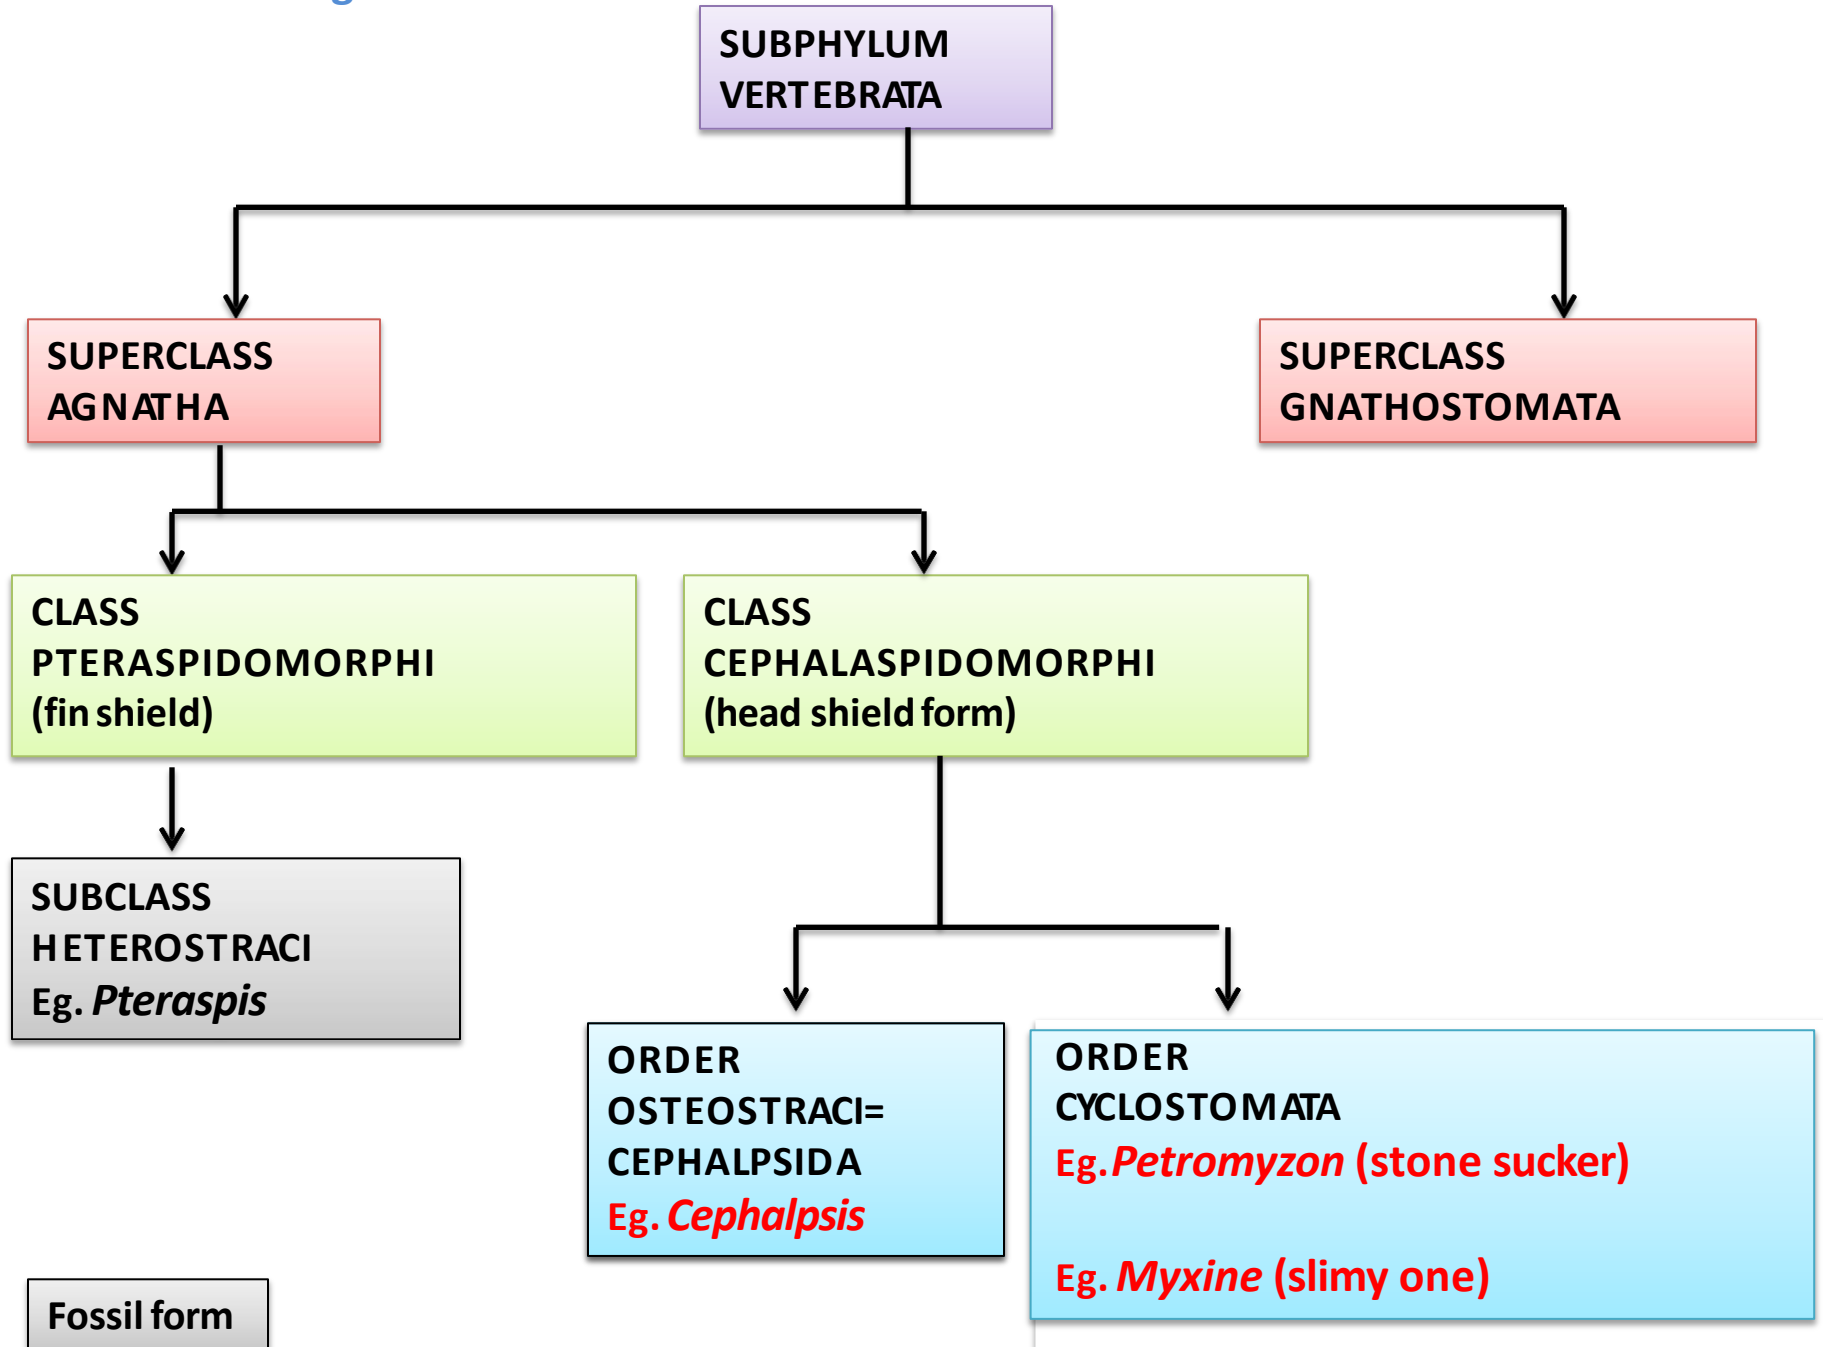 SUBPHYLUM
VERTEBRATA
SUPERCLASS
AGNATHA
SUPERCLASS
GNATHOSTOMATA
CLASS
PTERASPIDOMORPHI
(fin shield)
CLASS
CEPHALASPIDOMORPHI
(head shield form)
SUBCLASS
HETEROSTRACI
Eg. Pteraspis
ORDER
OSTEOSTRACI=
CEPHALPSIDA
Eg. Cephalpsis
ORDER
CYCLOSTOMATA
Eg. Petromyzon (stone sucker)
Eg. Myxine (slimy one)
Fossil form